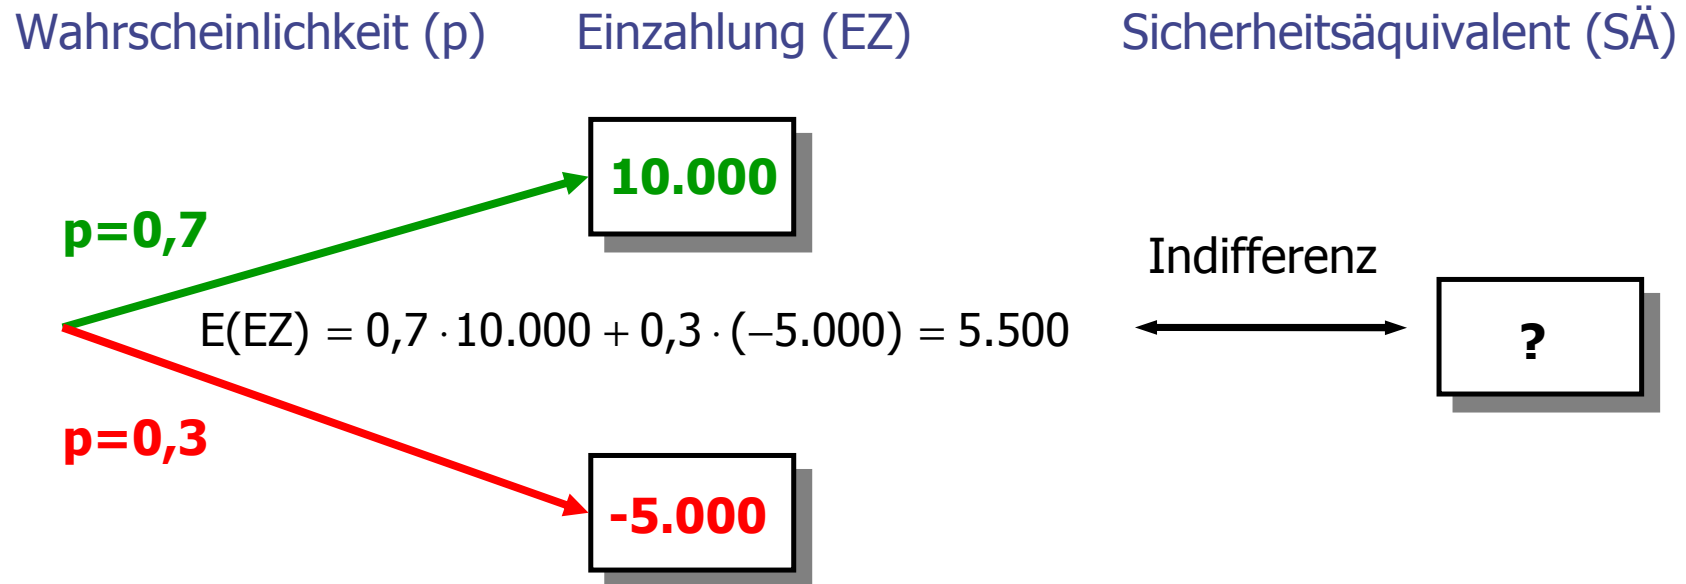 Wahrscheinlichkeit (p) Einzahlung (EZ) Sicherheitsäquivalent (SÄ)
10.000
p=0,7
Indifferenz
E(EZ) = 0,7 · 10.000 + 0,3 · (−5.000) = 5.500
?
p=0,3
-5.000